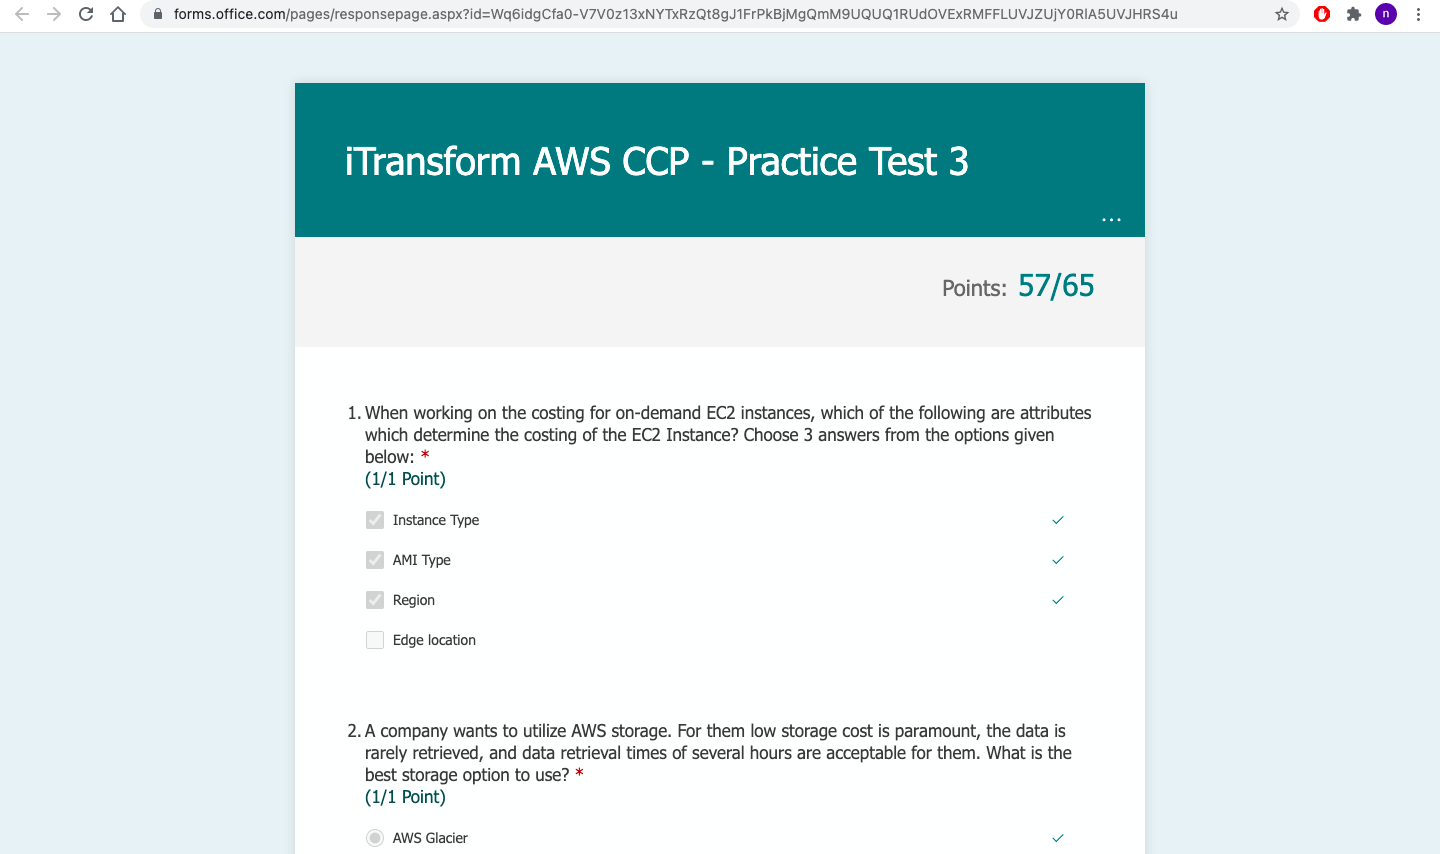 forms.office.com/pages/responsepage.aspx?id=Wq6idgCfa0-V7V0z13xNYTxRzQt8gJ1FrPkBjMgQmM9UQUQ1RUdOVExRMFFLUVJZUjY0RlA5UVJHRS4u
n
iTransform AWS CCP - Practice Test 3
...
Points: 57/65
1. When working on the costing for on-demand EC2 instances, which of the following are attributes
which determine the costing of the EC2 Instance? Choose 3 answers from the options given
below: *
(1/1 Point)
Instance Type
AMI Type
Region
Edge location
2. A company wants to utilize AWS storage. For them low storage cost is paramount, the data is
rarely retrieved, and data retrieval times of several hours are acceptable for them. What is the
best storage option to use? *
(1/1 Point)
AWS Glacier